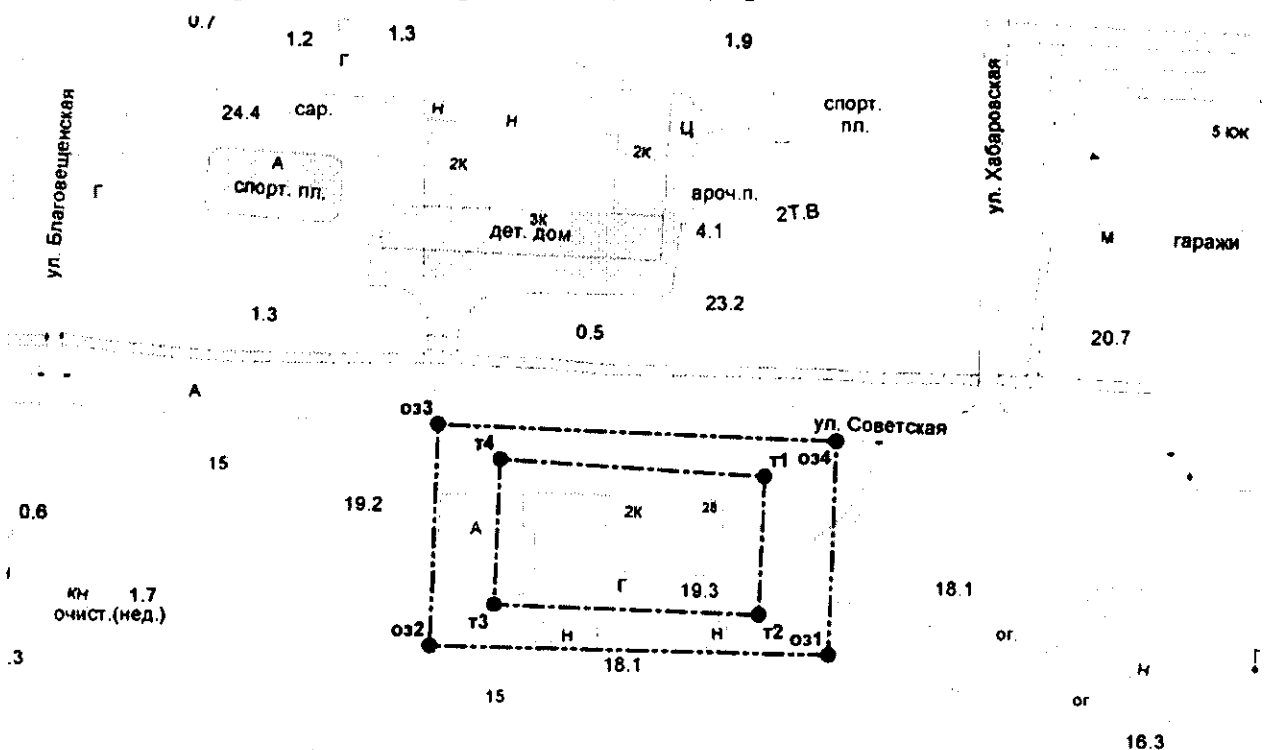 0.7
1.2
1.3
1.9
Г
24.4
сар.
Н
Н
Ц
спорт.
пл.
5 КЖ
ул. Благовещенская
ул. Хабаровская
Г
А
спорт. пл.
2К
2К
вроч.п.
2Т.В
3К
дет. дом
4.1
М
гаражи
1.3
0.5
23.2
20.7
А
оз3
ул. Советская
оз4
т4
т1
15
19.2
0.6
А
2К
28
Г
19.3
кн
1.7
очист.(нед.)
18.1
т3
т2
оз2
оз1
Н
Н
18.1
ог.
.3
Н
Г
15
ог
16.3